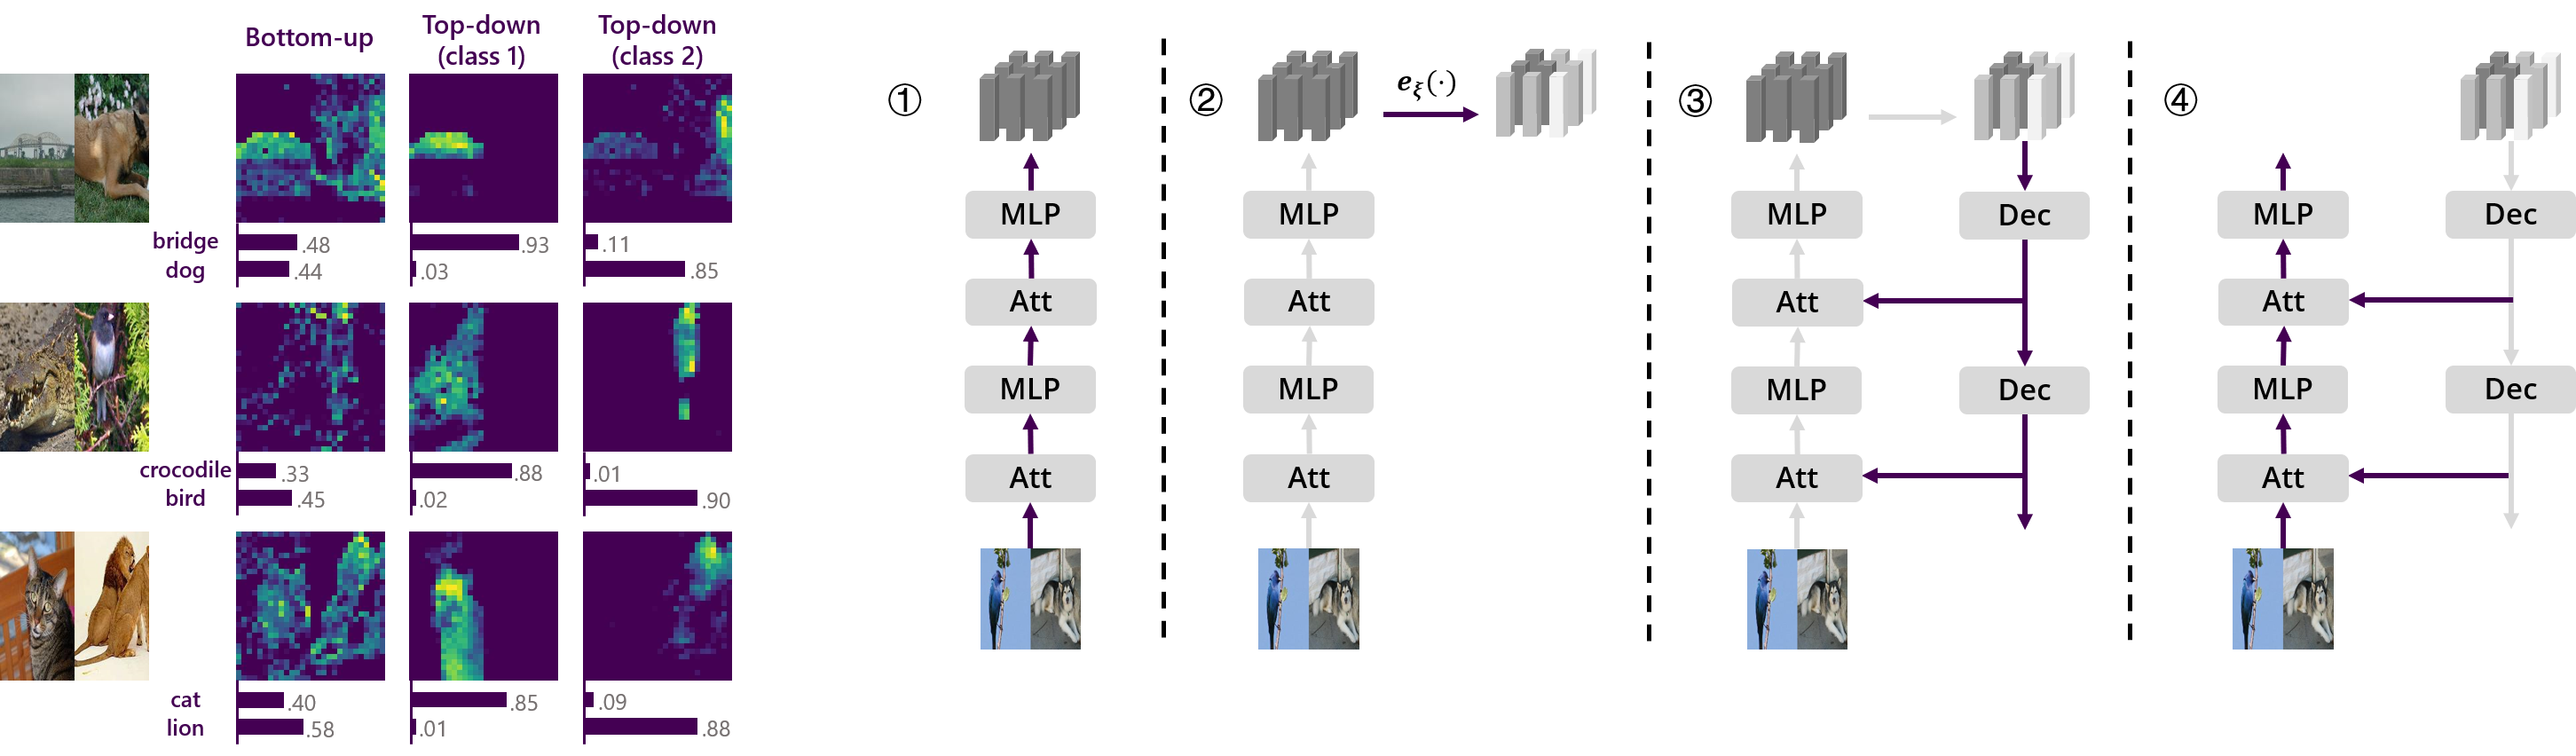 Bottom-up
Top-down
(class 1)
Top-down
(class 2)
bridge .48 .93 .11
dog .44 .03 .85
crocodile .33 .88 .01
bird .45 .02 .90
cat .40 .85 .09
lion .58 .01 .88
①
MLP
Att
MLP
Att
②
e_ξ(·)
MLP
Att
MLP
Att
③
MLP Dec
Att
MLP Dec
Att
④
MLP Dec
Att
MLP Dec
Att